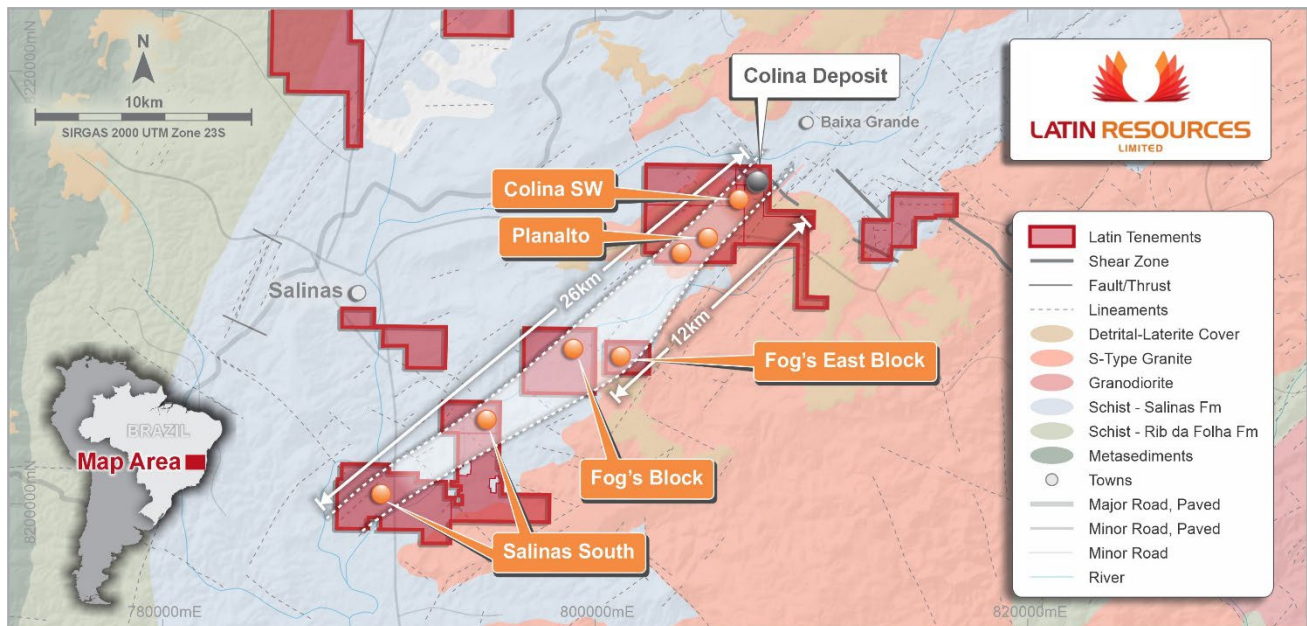 N
10km
SIRGAS 2000 UTM Zone 23S
8220000mN
8200000mN
780000mE
800000mE
820000mE
Colina Deposit
Baixa Grande
Colina SW
Planalto
Salinas
26km
12km
Fog's East Block
Fog's Block
Salinas South
BRAZIL
Map Area
LATIN RESOURCES
LIMITED
LEGEND
Latin Tenements
Shear Zone
Fault/Thrust
Lineaments
Detrital-Laterite Cover
S-Type Granite
Granodiorite
Schist - Salinas Fm
Schist - Rib da Folha Fm
Metasediments
Towns
Major Road, Paved
Minor Road, Paved
Minor Road
River